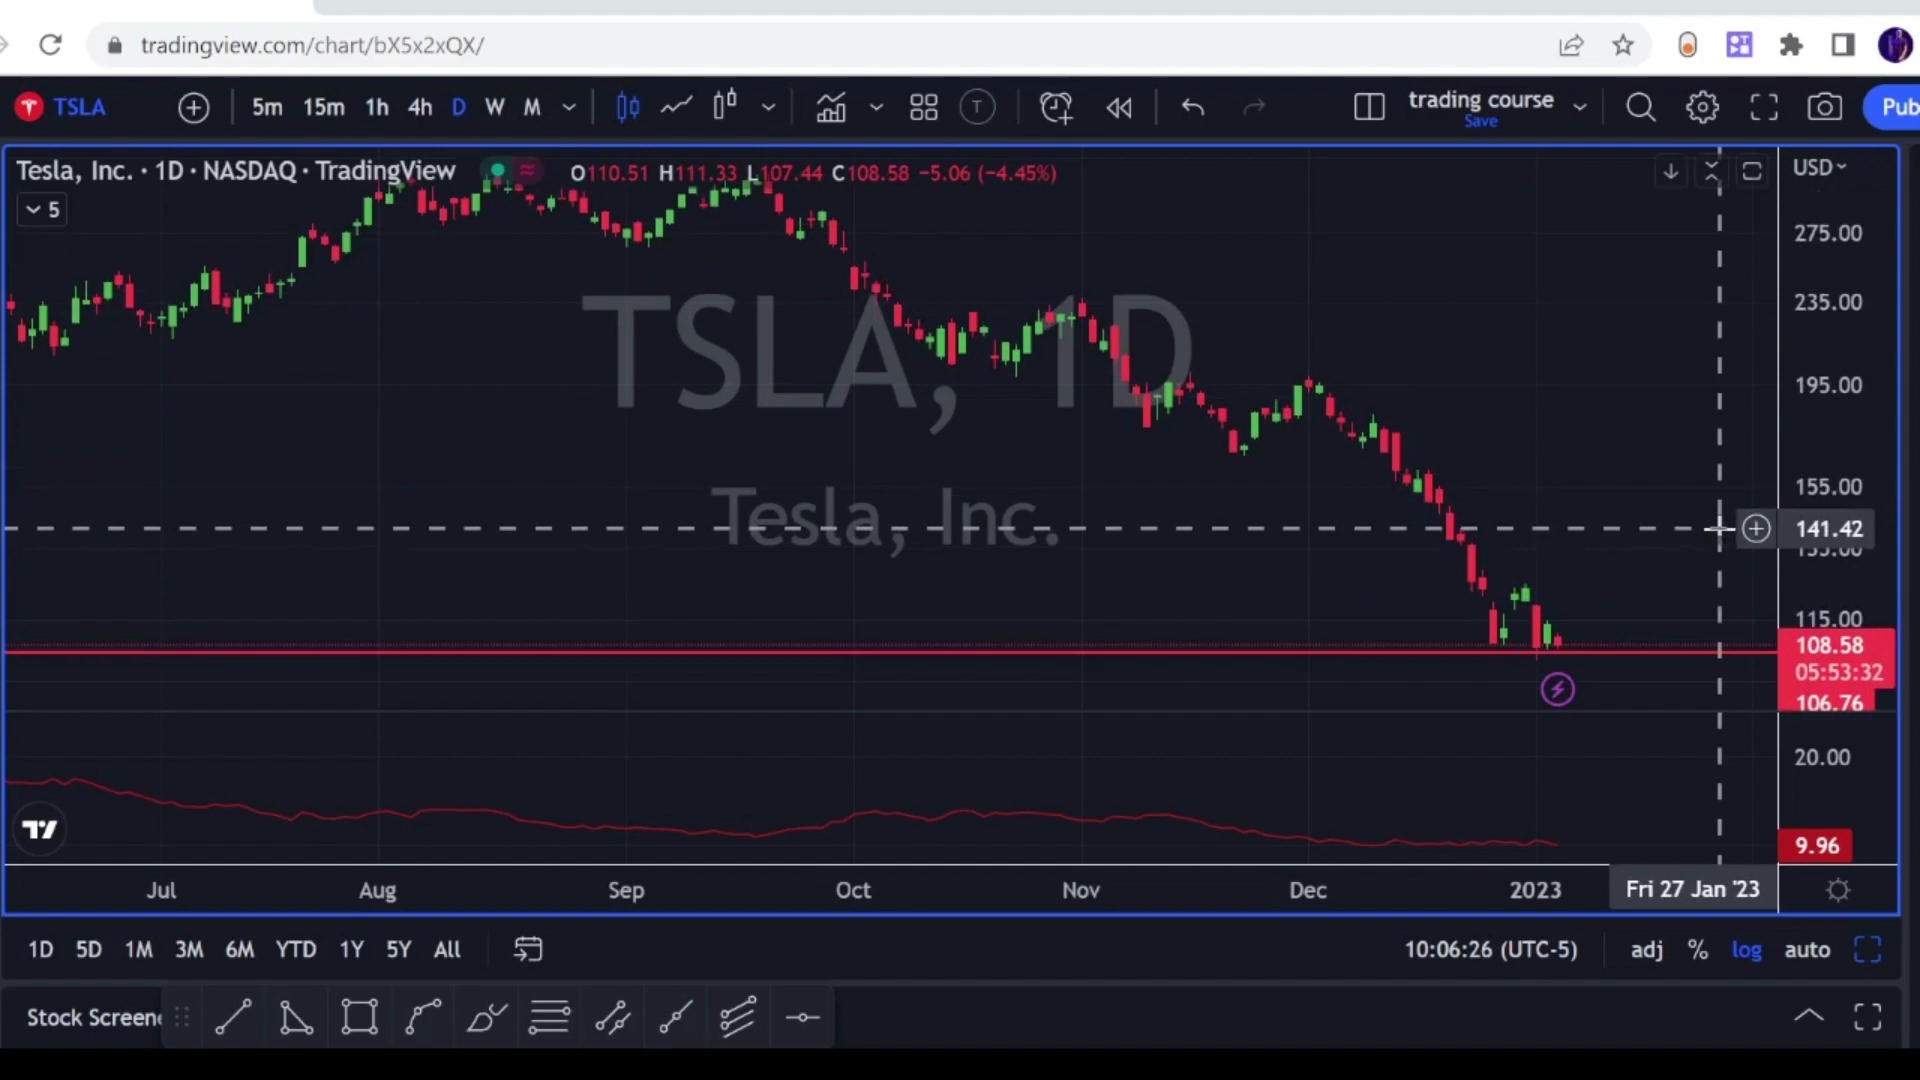 tradingview.com/chart/bX5x2xQX/
TSLA 5m 15m 1h 4h D W M T trading course Pub
Save
Tesla, Inc. · 1D · NASDAQ · TradingView O110.51 H111.33 L107.44 C108.58 −5.06 (−4.45%) USD
5
275.00
235.00
TSLA, 1D
195.00
155.00
Tesla, Inc.
141.42
135.00
115.00
108.58
05:53:32
106.76
20.00
9.96
Jul Aug Sep Oct Nov Dec 2023 Fri 27 Jan '23
1D 5D 1M 3M 6M YTD 1Y 5Y All 10:06:26 (UTC-5) adj % log auto
Stock Screene